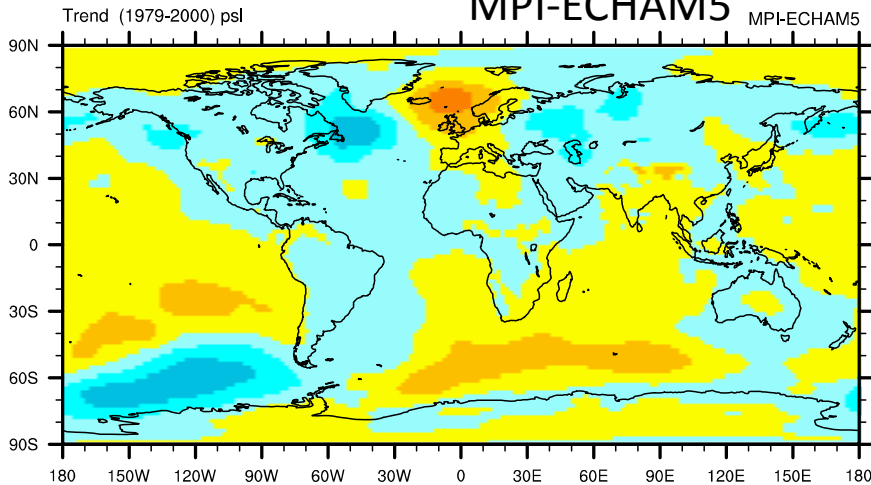 MPI-ECHAM5
Trend (1979-2000) psl MPI-ECHAM5
90N
60N
30N
0
30S
60S
90S
180 150W 120W 90W 60W 30W 0 30E 60E 90E 120E 150E 180